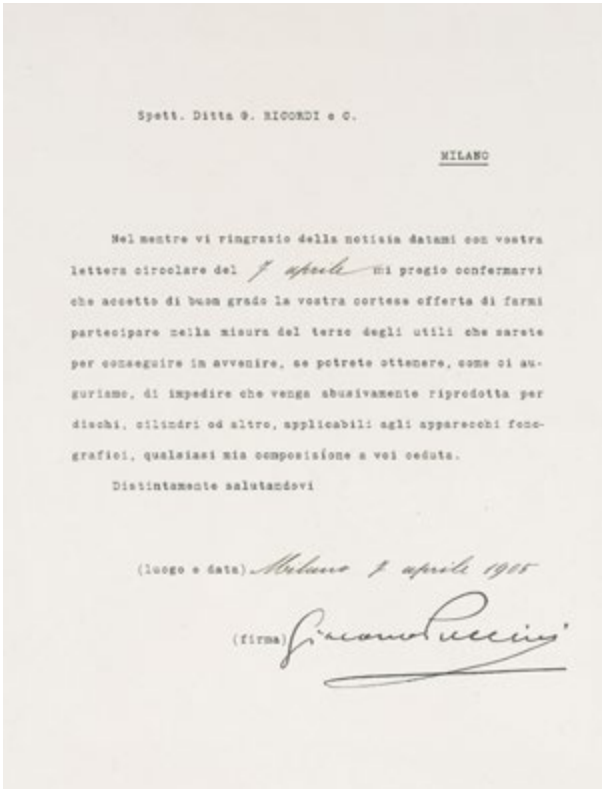 Spett. Ditta G. RICORDI e C.
MILANO
Nel mentre vi ringrazio della notizia datami con vostra
lettera circolare del 7 aprile mi pregio confermarvi
che accetto di buon grado la vostra cortese offerta di farmi
partecipare nella misura del terzo degli utili che sarete
per conseguire in avvenire, se potrete ottenere, come ci au-
guriamo, di impedire che venga abusivamente riprodotta per
dischi, cilindri od altro, applicabili agli apparecchi fono-
grafici, qualsiasi mia composizione a voi ceduta.
Distintamente salutandovi
(luogo e data) Milano 7 aprile 1905
(firma) Giacomo Puccini